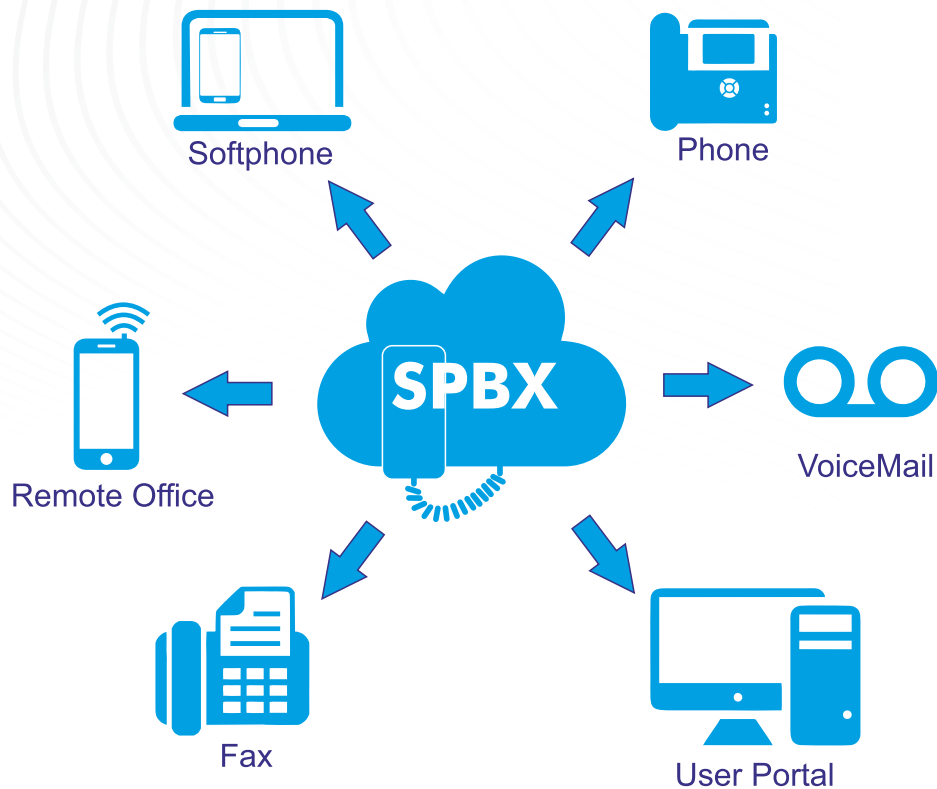 Softphone
Phone
SPBX
Remote Office
VoiceMail
Fax
User Portal